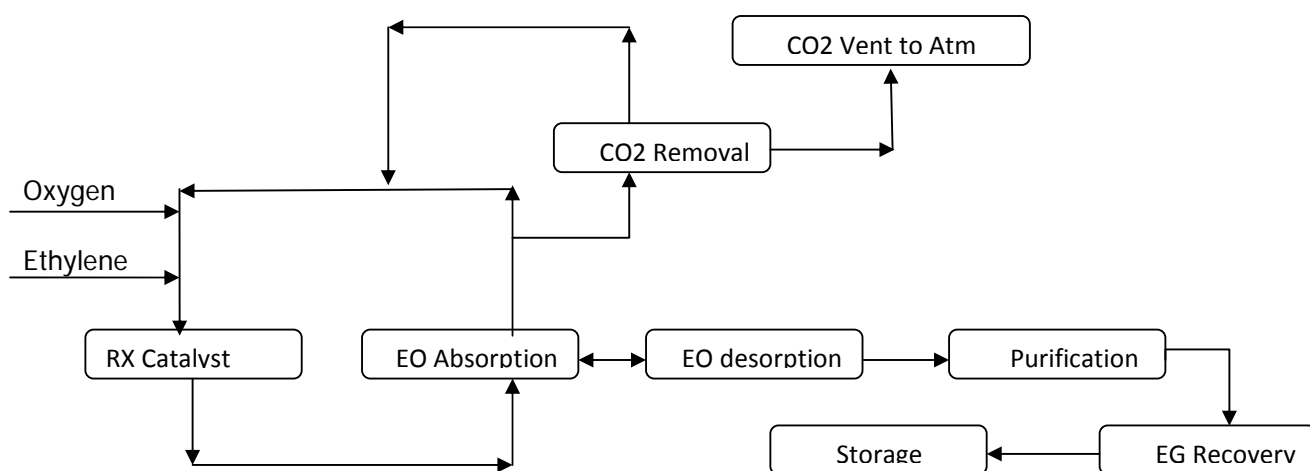 CO2 Vent to Atm
CO2 Removal
Oxygen
Ethylene
RX Catalyst
EO Absorption
EO desorption
Purification
Storage
EG Recovery